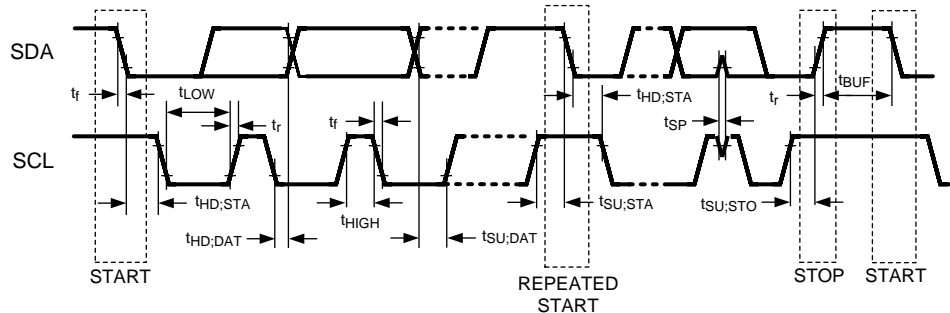 SDA
t_f
t_LOW
t_r
t_f
t_HD;STA
t_SP
t_r
t_BUF
SCL
t_HD;STA
t_HD;DAT
t_HIGH
t_SU;DAT
t_SU;STA
t_SU;STO
START
REPEATED
START
STOP
START